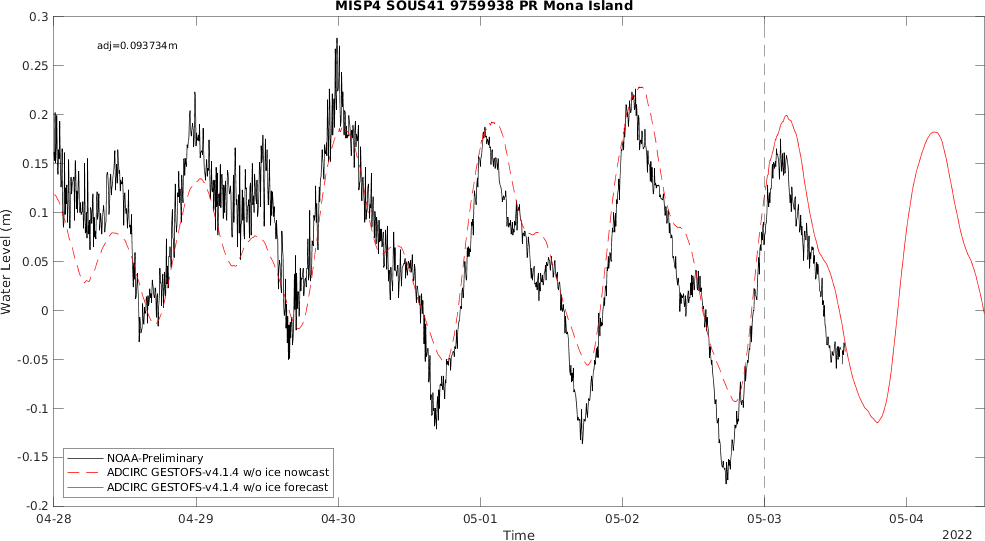 MISP4 SOUS41 9759938 PR Mona Island
adj=0.093734m
0.3
0.25
0.2
0.15
0.1
0.05
0
-0.05
-0.1
-0.15
-0.2
Water Level (m)
NOAA-Preliminary
ADCIRC GESTOFS-v4.1.4 w/o ice nowcast
ADCIRC GESTOFS-v4.1.4 w/o ice forecast
04-28 04-29 04-30 05-01 05-02 05-03 05-04
Time
2022